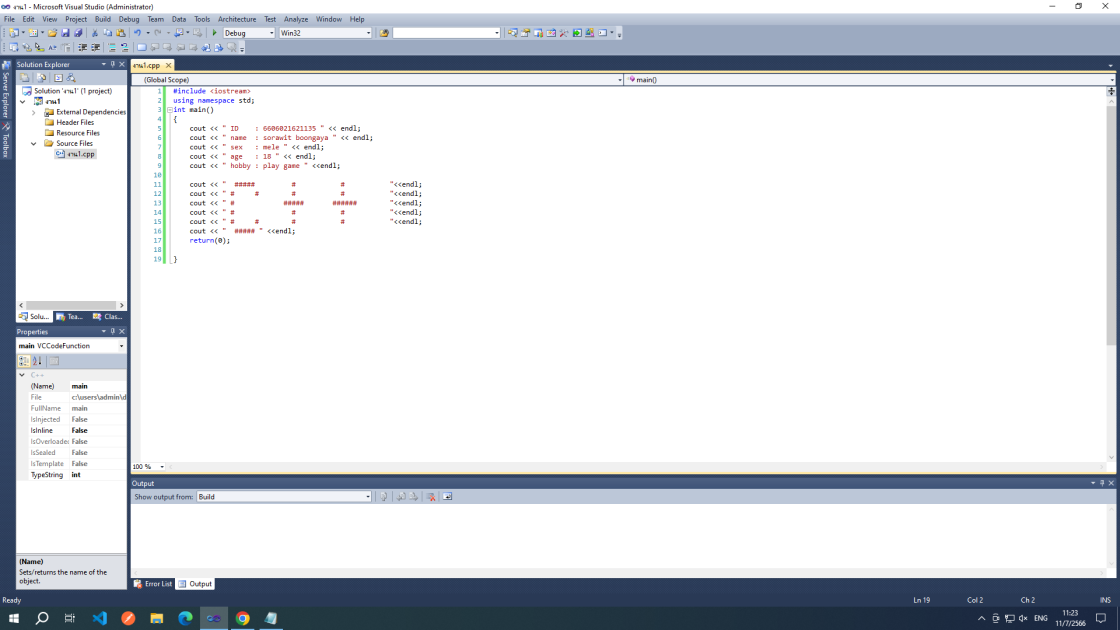 งาน1 - Microsoft Visual Studio (Administrator)
File Edit View Project Build Debug Team Data Tools Architecture Test Analyze Window Help
Debug Win32
Server Explorer
Toolbox
Solution Explorer
Solution 'งาน1' (1 project)
งาน1
External Dependencies
Header Files
Resource Files
Source Files
งาน1.cpp
Solu... Tea... Clas...
Properties
main VCCodeFunction
C++
(Name) main
File c:\users\admin\d
FullName main
IsInjected False
IsInline False
IsOverloaded False
IsSealed False
IsTemplate False
TypeString int
(Name)
Sets/returns the name of the
object.
งาน1.cpp
(Global Scope) main()
1 #include <iostream>
2 using namespace std;
3 int main()
4 {
5 cout << " ID : 6606021621135 " << endl;
6 cout << " name : sorawit boongaya " << endl;
7 cout << " sex : mele " << endl;
8 cout << " age : 18 " << endl;
9 cout << " hobby : play game " <<endl;
10
11 cout << "  #####         #           #           "<<endl;
12 cout << " #     #        #           #           "<<endl;
13 cout << " #            #####       ######        "<<endl;
14 cout << " #              #           #           "<<endl;
15 cout << " #     #        #           #           "<<endl;
16 cout << "  ##### " <<endl;
17 return(0);
18
19 }
100 %
Output
Show output from: Build
Error List Output
Ready Ln 19 Col 2 Ch 2 INS
ENG
11:23
11/7/2566